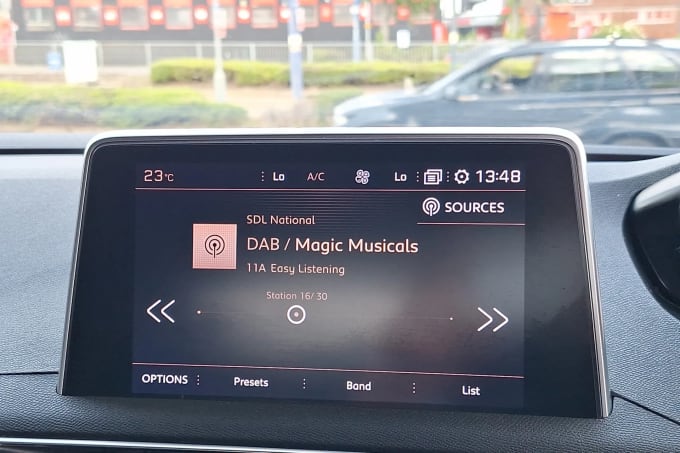 23°C Lo A/C Lo 13:48
SOURCES
SDL National
DAB / Magic Musicals
11A Easy Listening
Station 16/30
OPTIONS Presets Band List